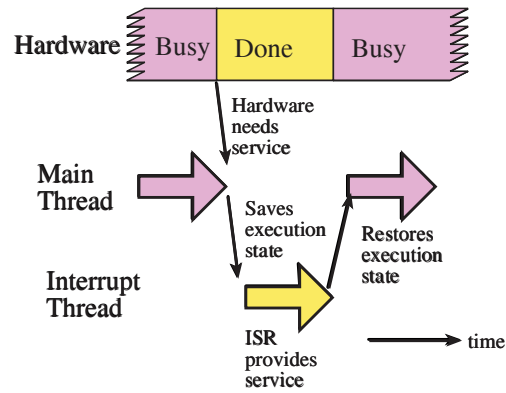 Hardware Busy Done Busy
Hardware
needs
service
Main
Thread
Saves
execution
state
Restores
execution
state
Interrupt
Thread
ISR
provides
service
time